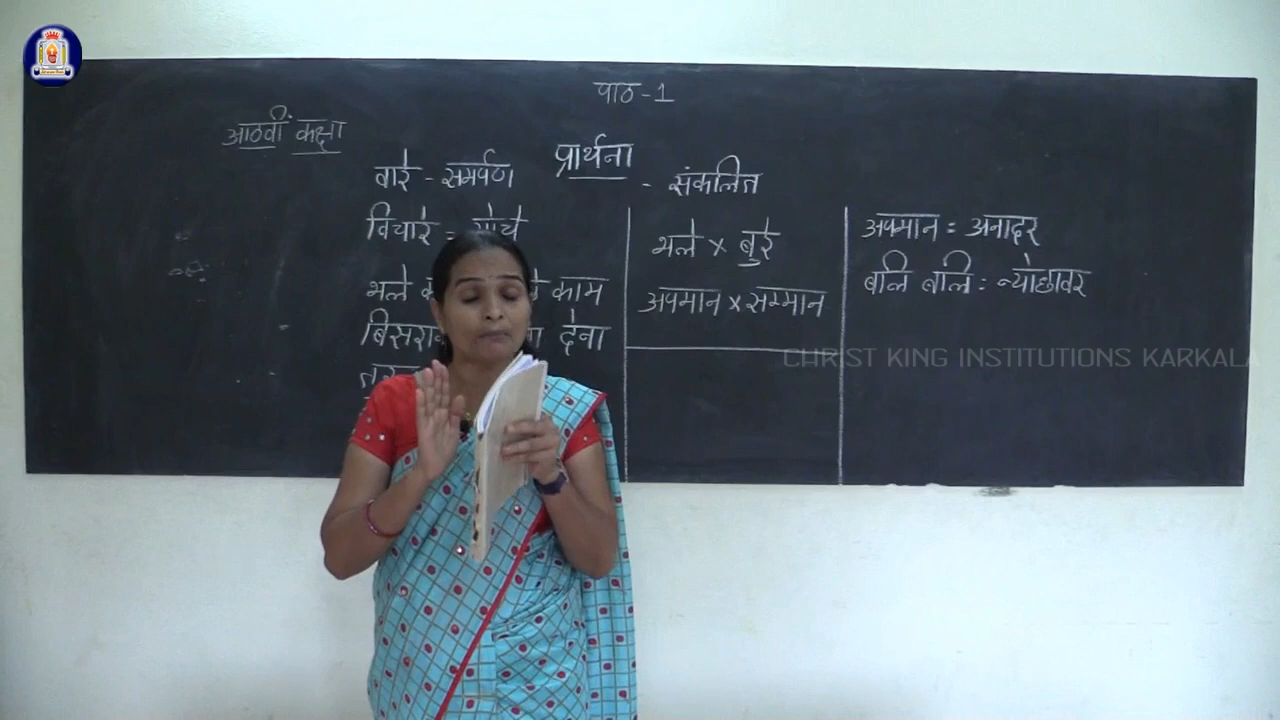 पाठ-1
आठवीं कक्षा
प्रार्थना
- संकलित
वारे - समर्पण
विचारे - सोचे
भले काम
बिसरा देना
भले x बुरे
अपमान x सम्मान
अपमान = अनादर
बलि बलि = न्योछावर
CHRIST KING INSTITUTIONS KARKALA